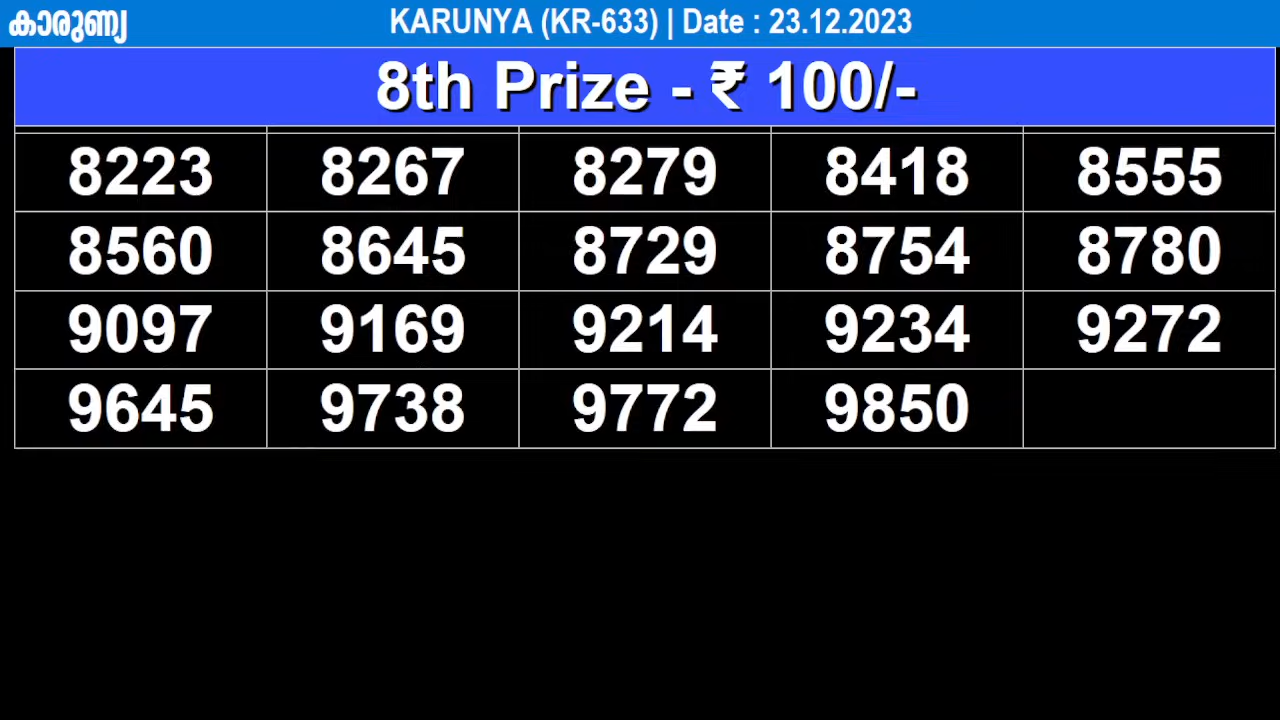 കാരുണ്യ KARUNYA (KR-633) | Date : 23.12.2023
8th Prize - ₹ 100/-
8223 8267 8279 8418 8555
8560 8645 8729 8754 8780
9097 9169 9214 9234 9272
9645 9738 9772 9850